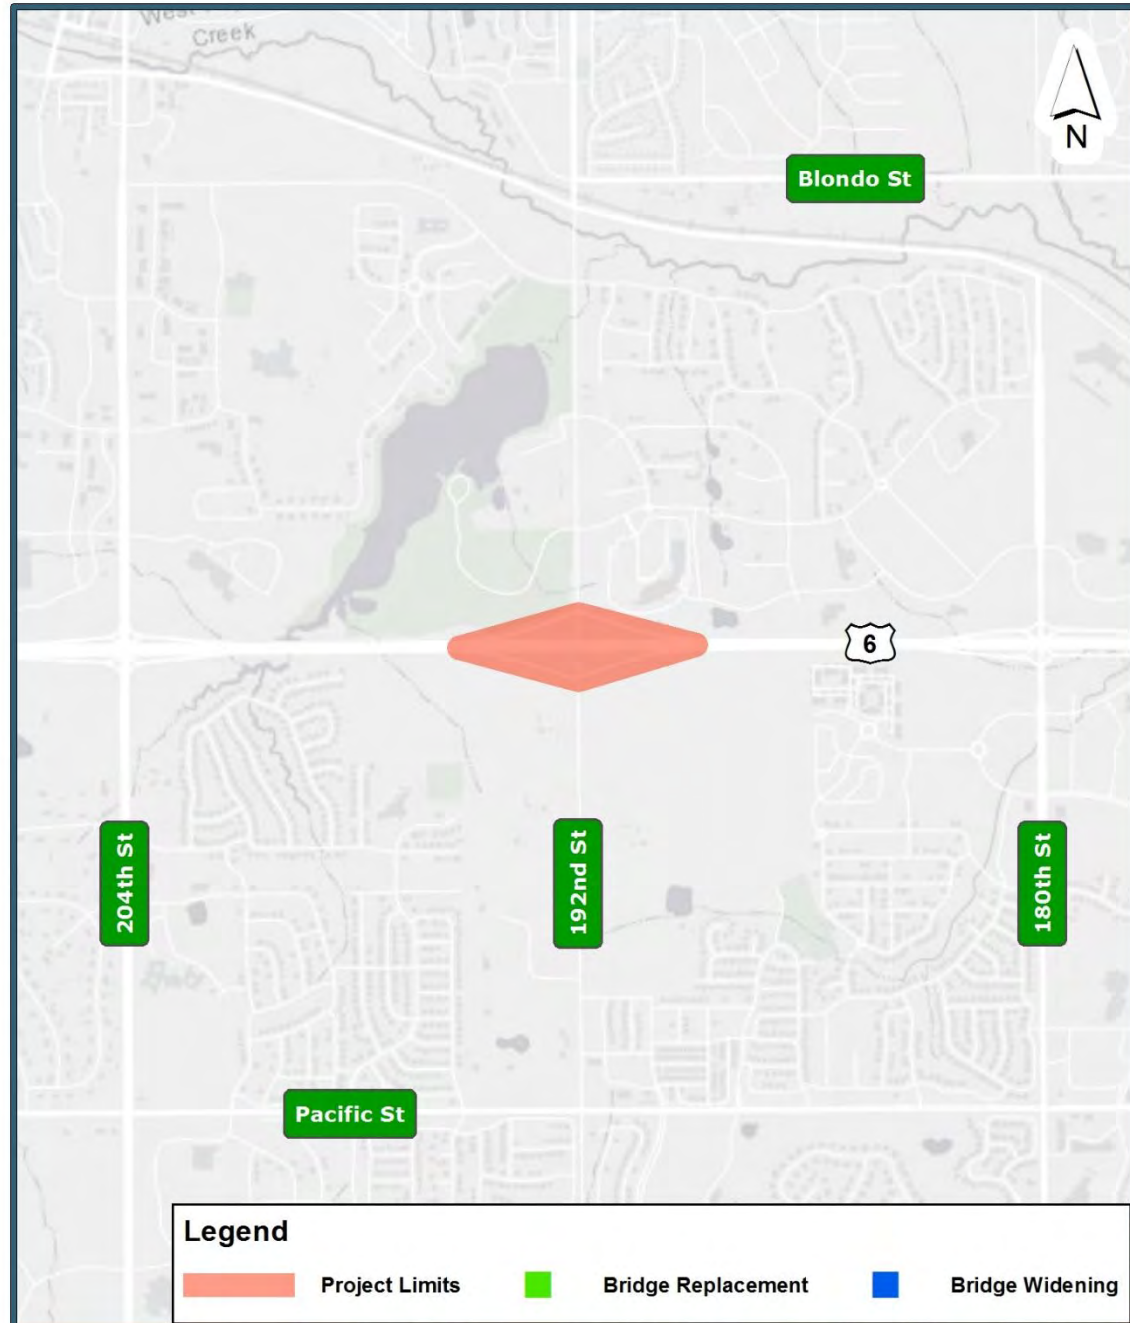 Creek
N
Blondo St
6
204th St
192nd St
180th St
Pacific St
Legend
Project Limits
Bridge Replacement
Bridge Widening